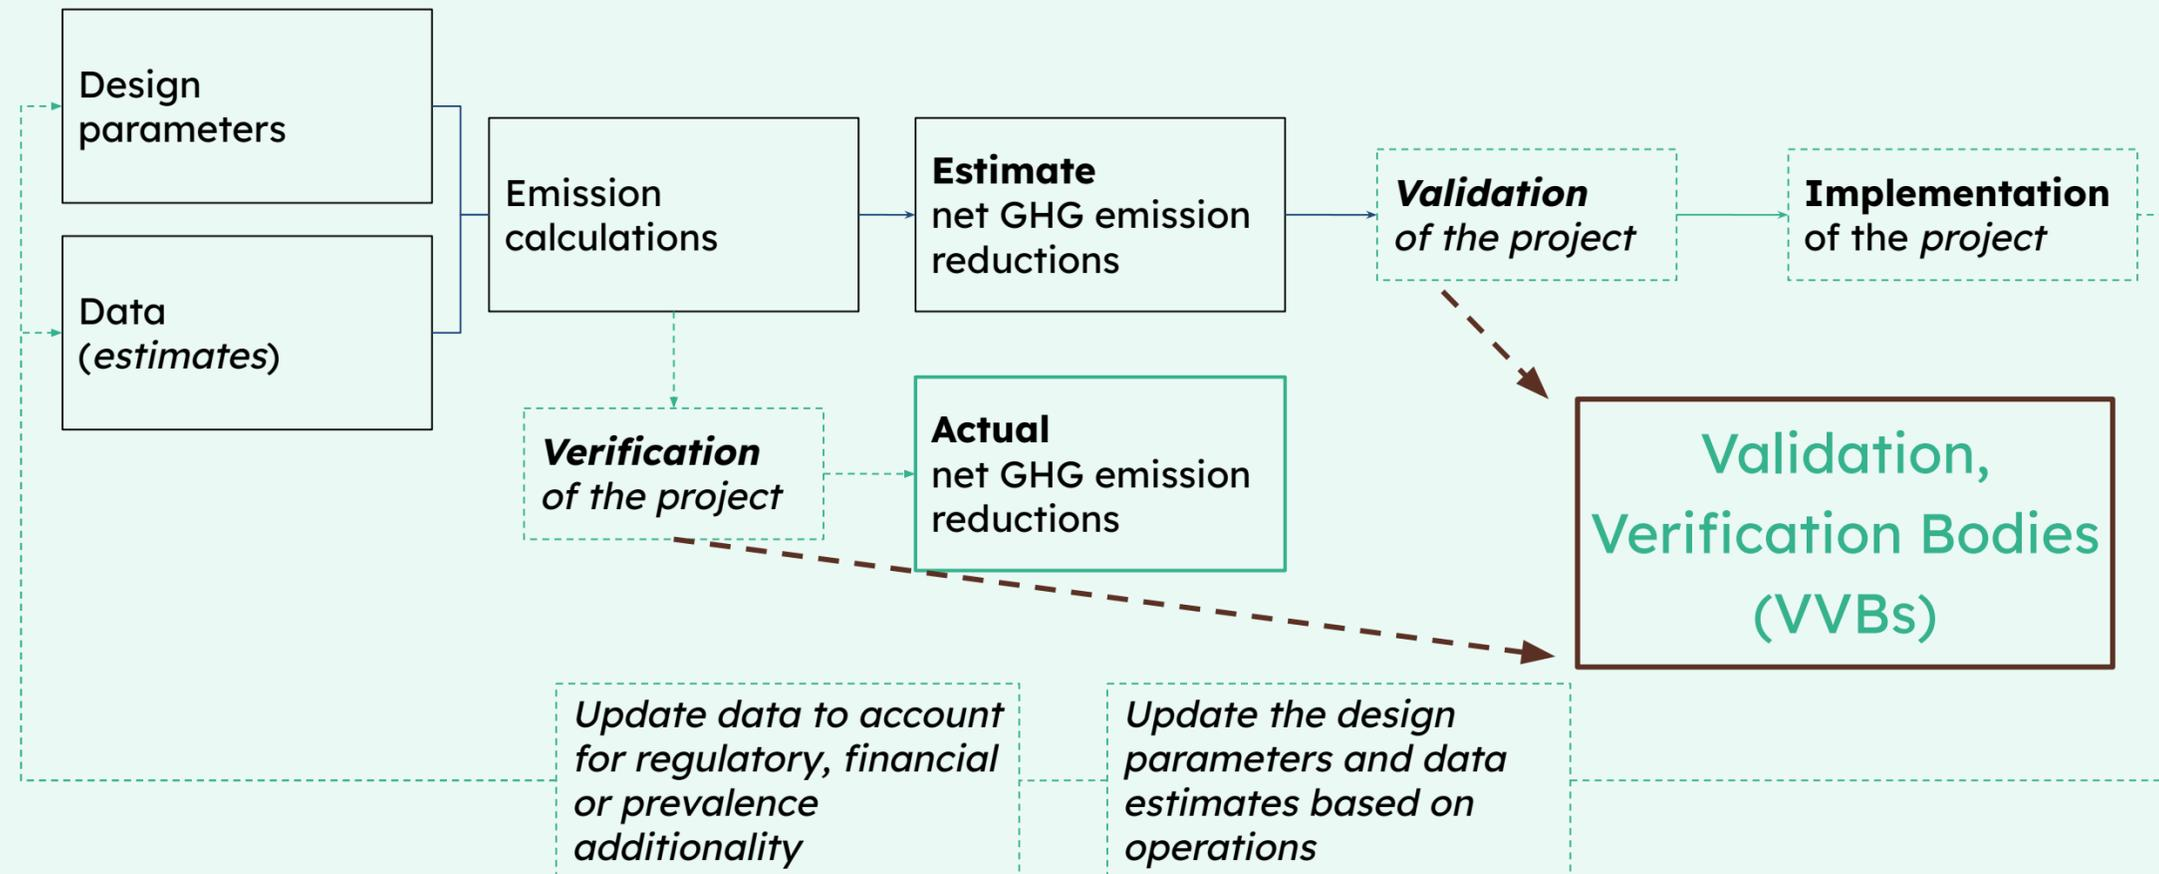 Design
parameters
Data
(estimates)
Emission
calculations
Estimate
net GHG emission
reductions
Validation
of the project
Implementation
of the project
Verification
of the project
Actual
net GHG emission
reductions
Validation,
Verification Bodies
(VVBs)
Update data to account
for regulatory, financial
or prevalence
additionality
Update the design
parameters and data
estimates based on
operations